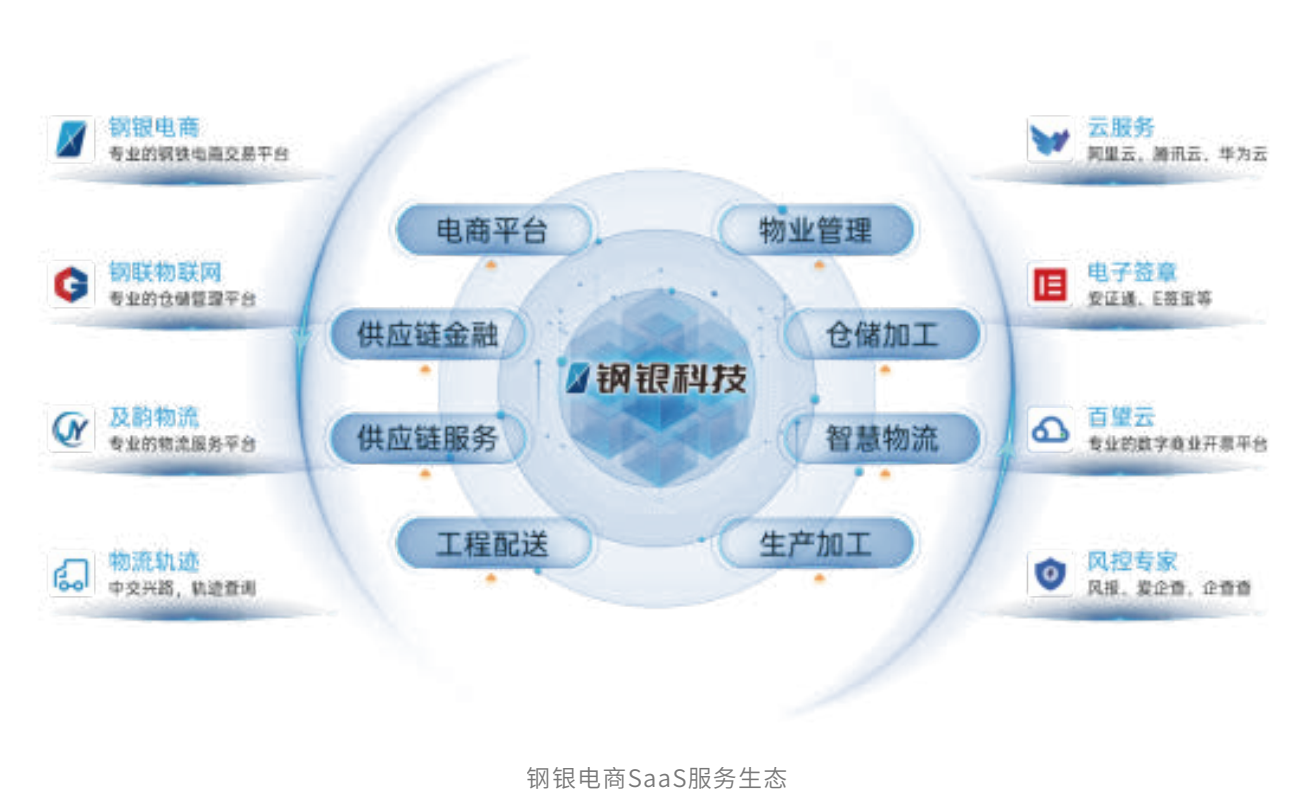 钢银电商
专业的钢铁电商交易平台
钢联物联网
专业的仓储管理平台
及韵物流
专业的物流服务平台
物流轨迹
中交兴路，轨迹查询
电商平台
物业管理
供应链金融
仓储加工
钢银科技
供应链服务
智慧物流
工程配送
生产加工
云服务
阿里云、腾讯云、华为云
电子签章
安证通、E签宝等
百望云
专业的数字商业开票平台
风控专家
风报、爱企查、企查查
钢银电商SaaS服务生态